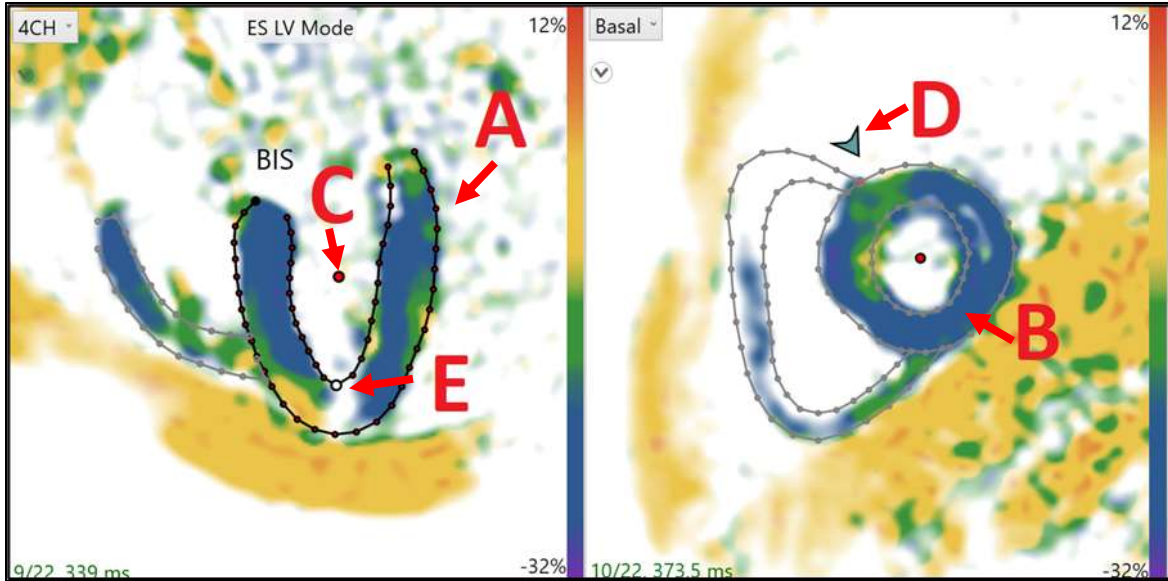 4CH
ES LV Mode
12%
A
BIS
C
E
9/22, 339 ms
-32%
Basal
12%
D
B
10/22, 373.5 ms
-32%